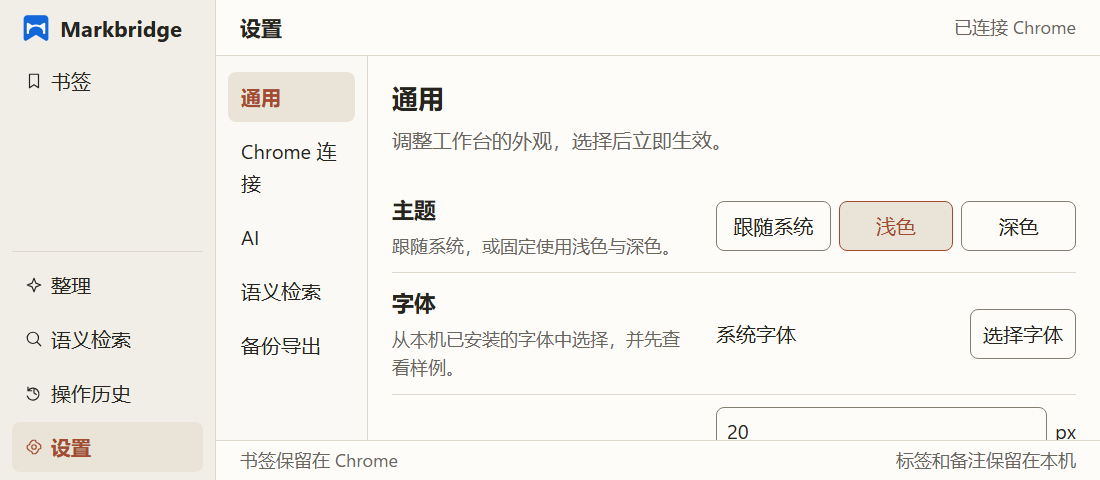 Markbridge
书签
整理
语义检索
操作历史
设置
设置
已连接 Chrome
通用
Chrome 连
接
AI
语义检索
备份导出
通用
调整工作台的外观，选择后立即生效。
主题
跟随系统，或固定使用浅色与深色。
跟随系统
浅色
深色
字体
从本机已安装的字体中选择，并先查
看样例。
系统字体
选择字体
20
px
书签保留在 Chrome
标签和备注保留在本机